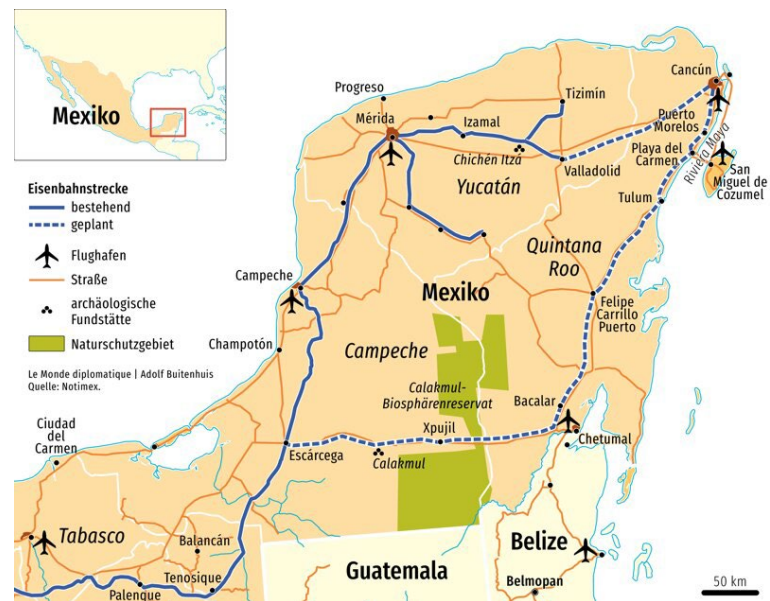 Mexiko
Eisenbahnstrecke
bestehend
geplant
Flughafen
Straße
archäologische
Fundstätte
Naturschutzgebiet
Le Monde diplomatique | Adolf Buitenhuis
Quelle: Notimex.
Progreso
Mérida
Izamal
Tizimín
Chichén Itzá
Valladolid
Yucatán
Cancún
Puerto
Morelos
Playa del
Carmen
Riviera Maya
San
Miguel de
Cozumel
Tulum
Quintana
Roo
Campeche
Mexiko
Felipe
Carrillo
Puerto
Champotón
Campeche
Calakmul-
Biosphärenreservat
Bacalar
Xpujil
Chetumal
Escárcega
Calakmul
Ciudad
del
Carmen
Tabasco
Balancán
Tenosique
Palenque
Guatemala
Belize
Belmopan
50 km